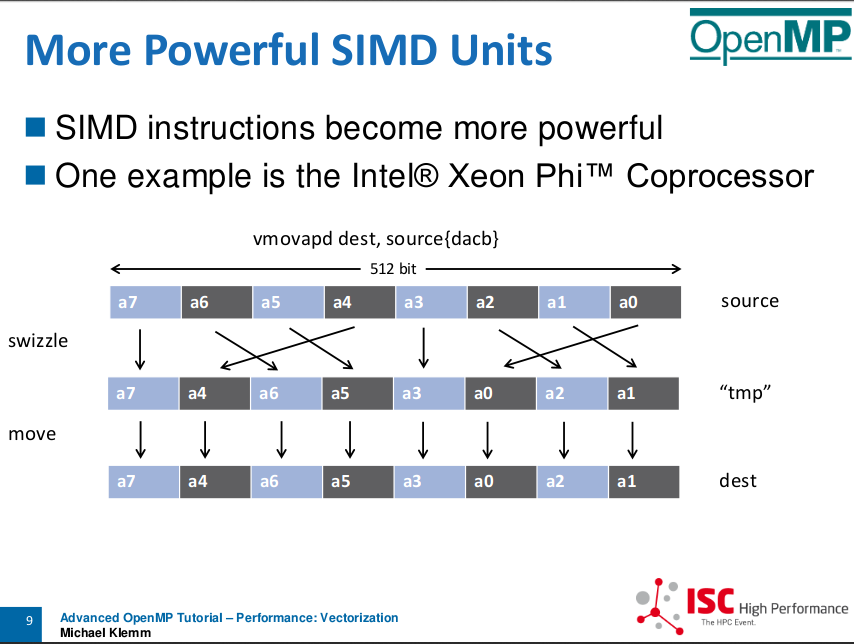 More Powerful SIMD Units
OpenMP™
SIMD instructions become more powerful
One example is the Intel® Xeon Phi™ Coprocessor
vmovapd dest, source{dacb}
512 bit
a7 a6 a5 a4 a3 a2 a1 a0 source
swizzle
a7 a4 a6 a5 a3 a0 a2 a1 “tmp”
move
a7 a4 a6 a5 a3 a0 a2 a1 dest
ISC High Performance
The HPC Event.
9 Advanced OpenMP Tutorial – Performance: Vectorization
Michael Klemm